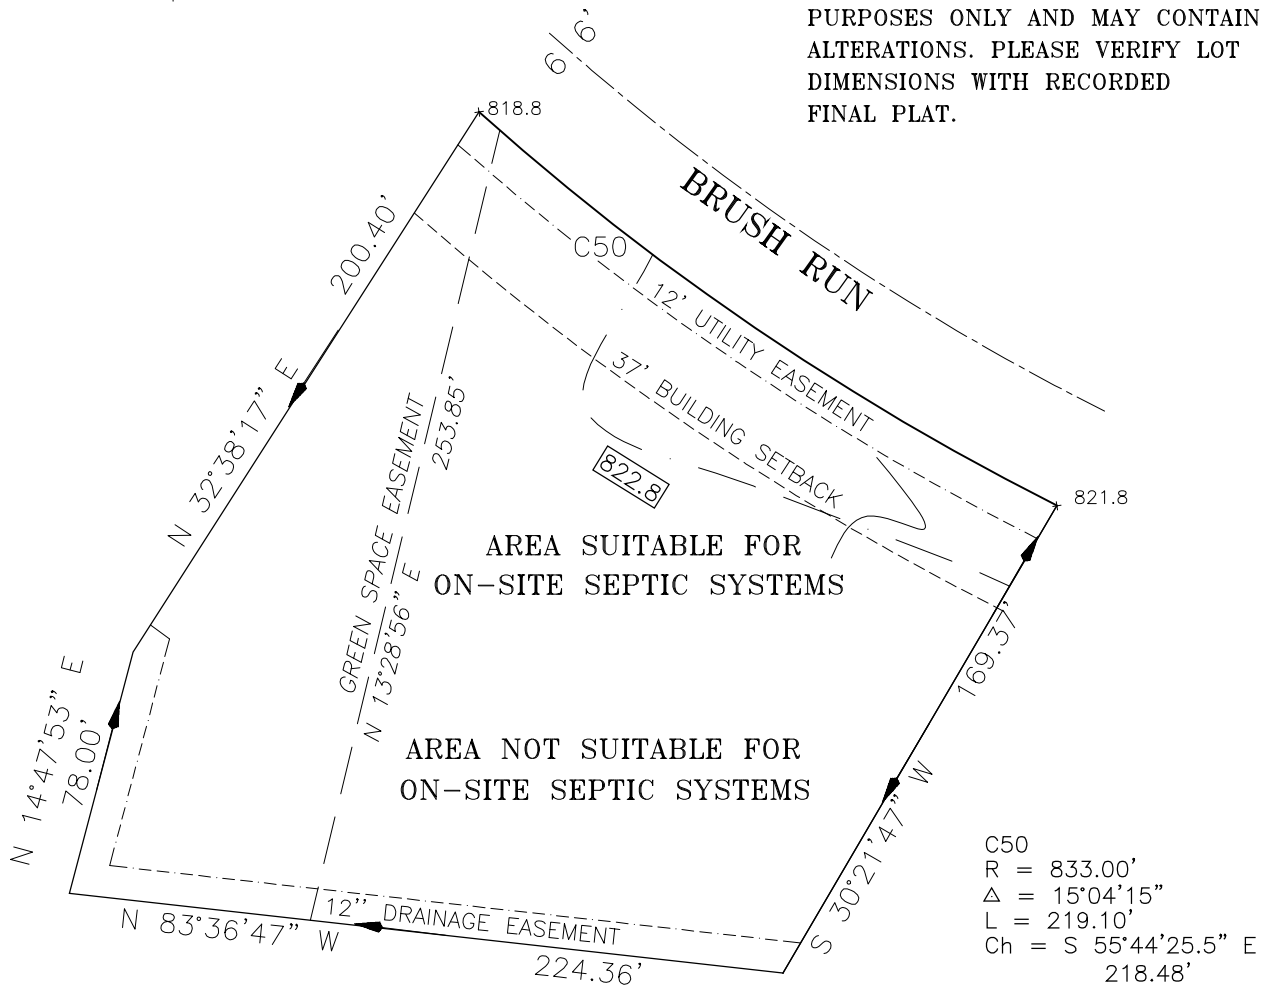 PURPOSES ONLY AND MAY CONTAIN
ALTERATIONS. PLEASE VERIFY LOT
DIMENSIONS WITH RECORDED
FINAL PLAT.
6'
6
818.8
BRUSH RUN
200.40'
C50
12' UTILITY EASEMENT
37' BUILDING SETBACK
N 32°38'17" E
GREEN SPACE EASEMENT
253.85'
N 13°28'56" E
822.8
821.8
AREA SUITABLE FOR
ON-SITE SEPTIC SYSTEMS
169.37'
S 30°21'47" W
N 14°47'53" E
78.00'
AREA NOT SUITABLE FOR
ON-SITE SEPTIC SYSTEMS
12" DRAINAGE EASEMENT
N 83°36'47" W
224.36'
C50
R = 833.00'
Δ = 15°04'15"
L = 219.10'
Ch = S 55°44'25.5" E
218.48'